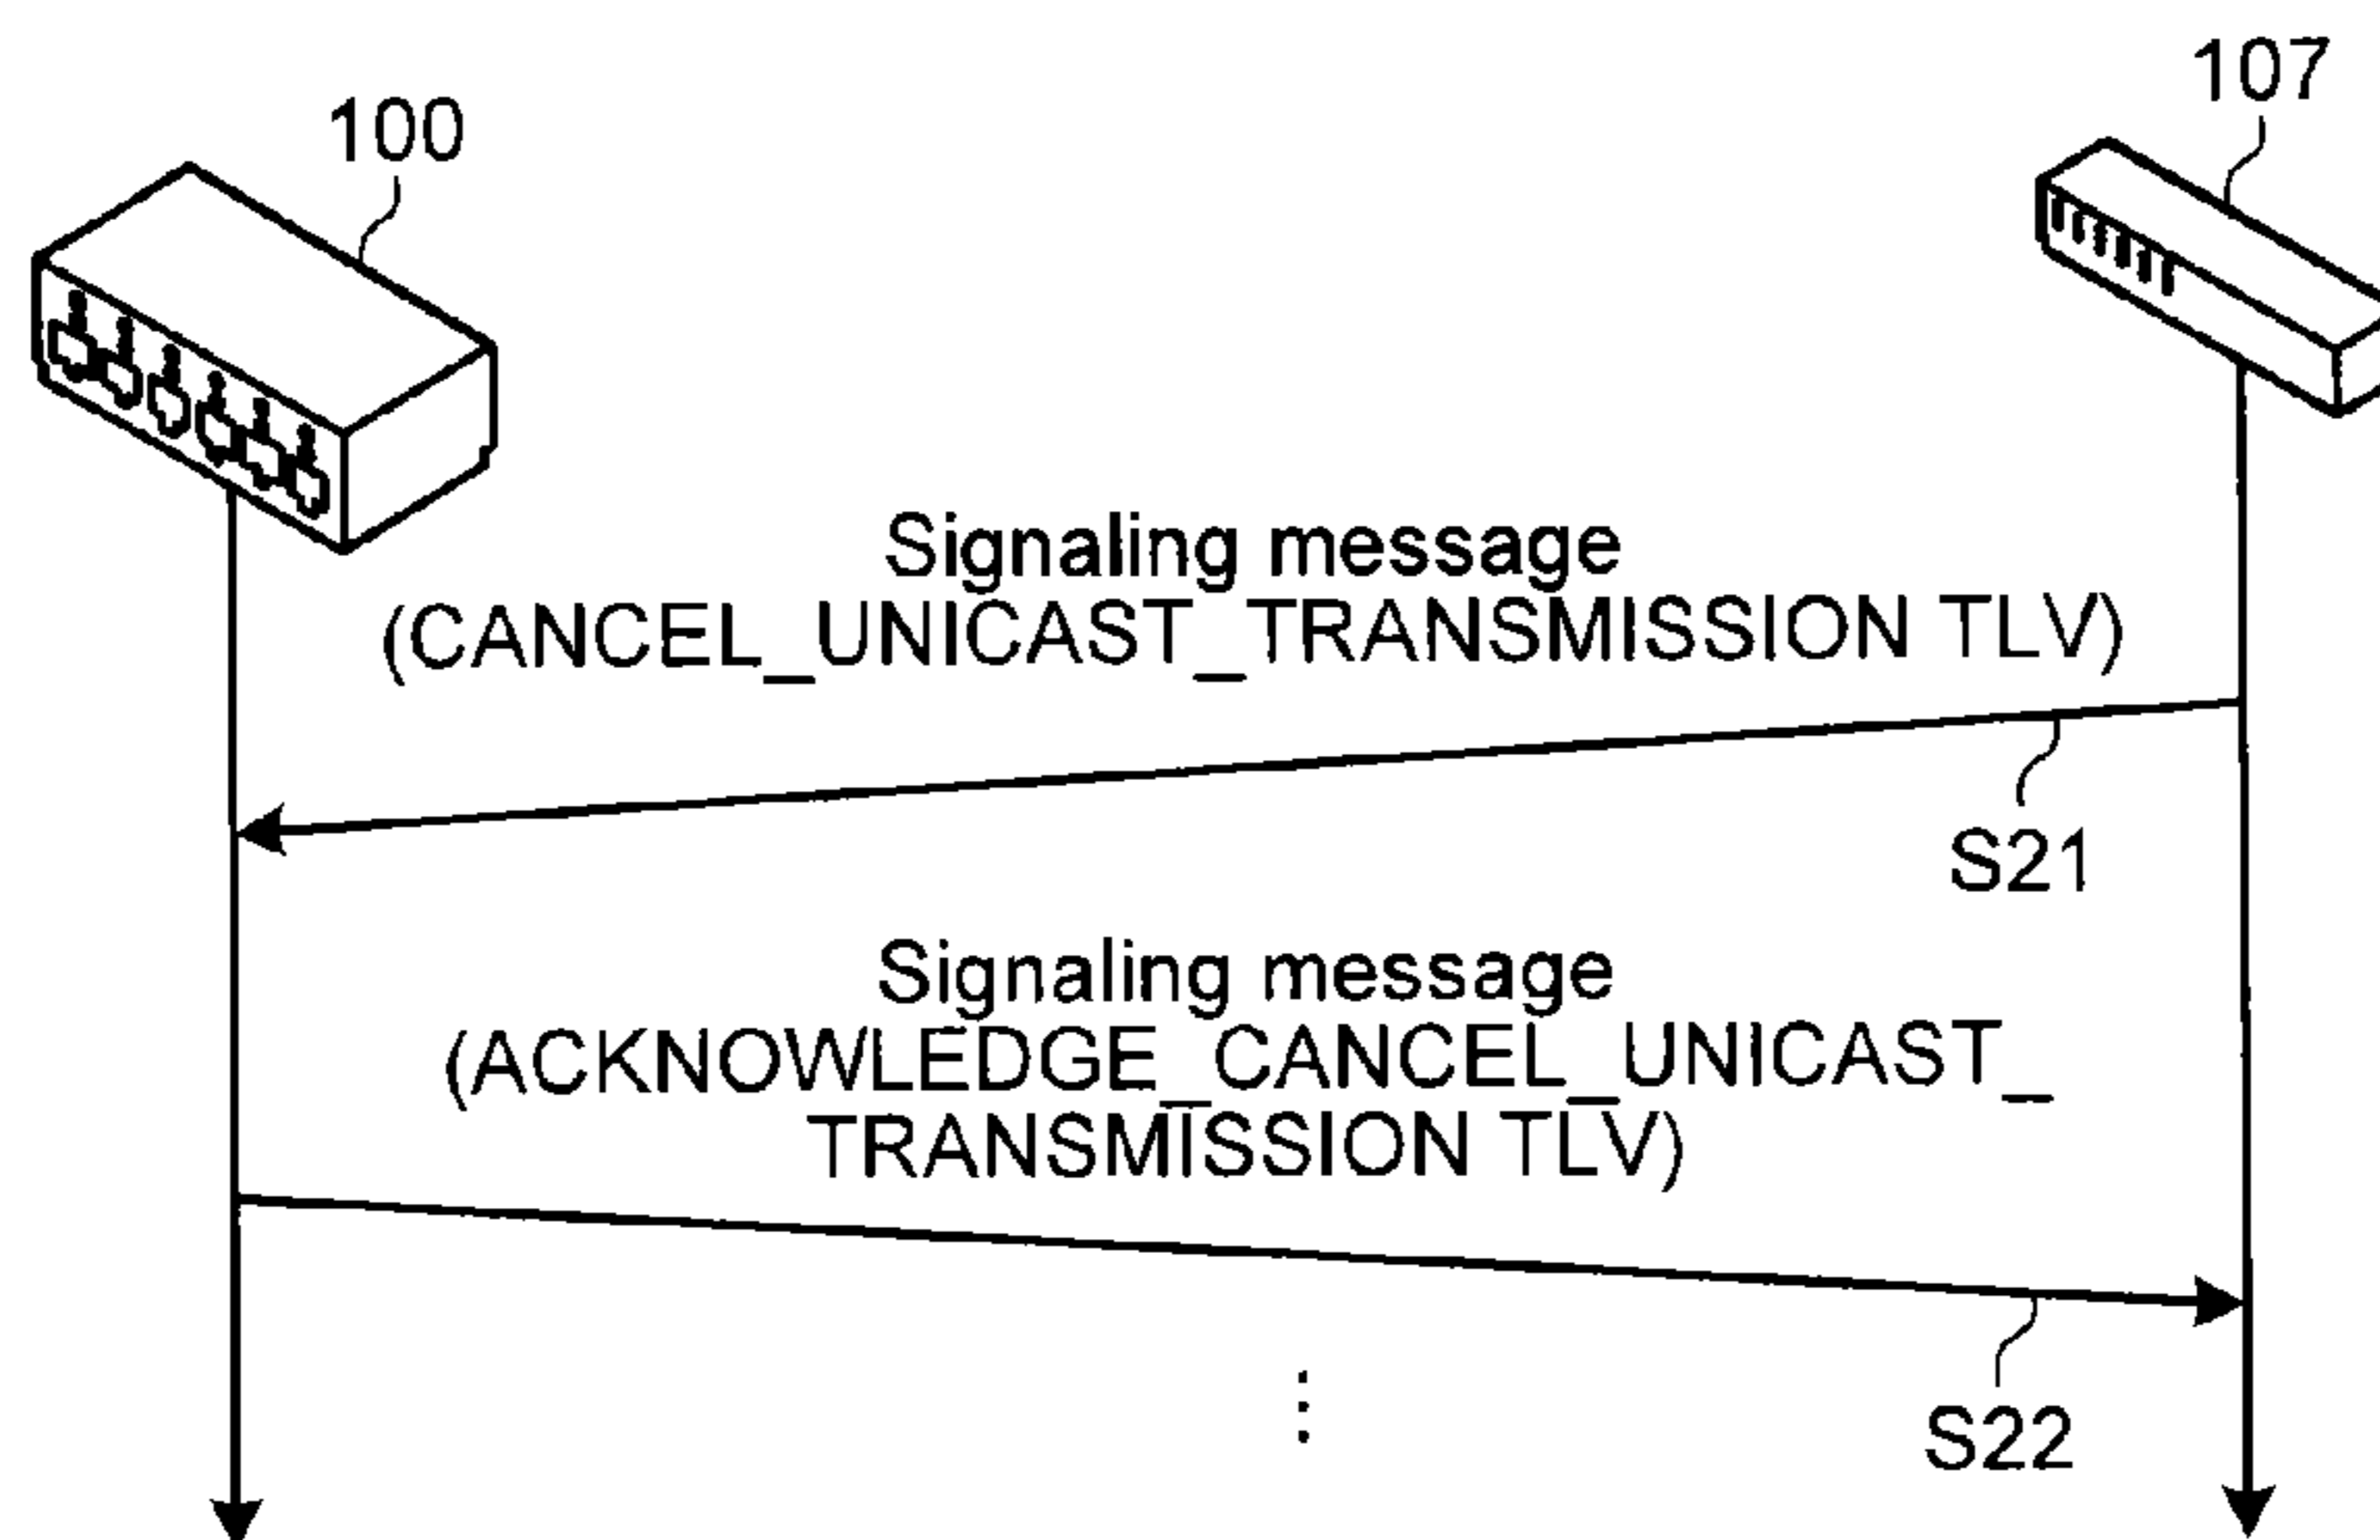 107
100
Signaling message
(CANCEL_UNICAST_TRANSMISSION TLV)
S21
Signaling message
(ACKNOWLEDGE_CANCEL_UNICAST_
TRANSMISSION TLV)
S22